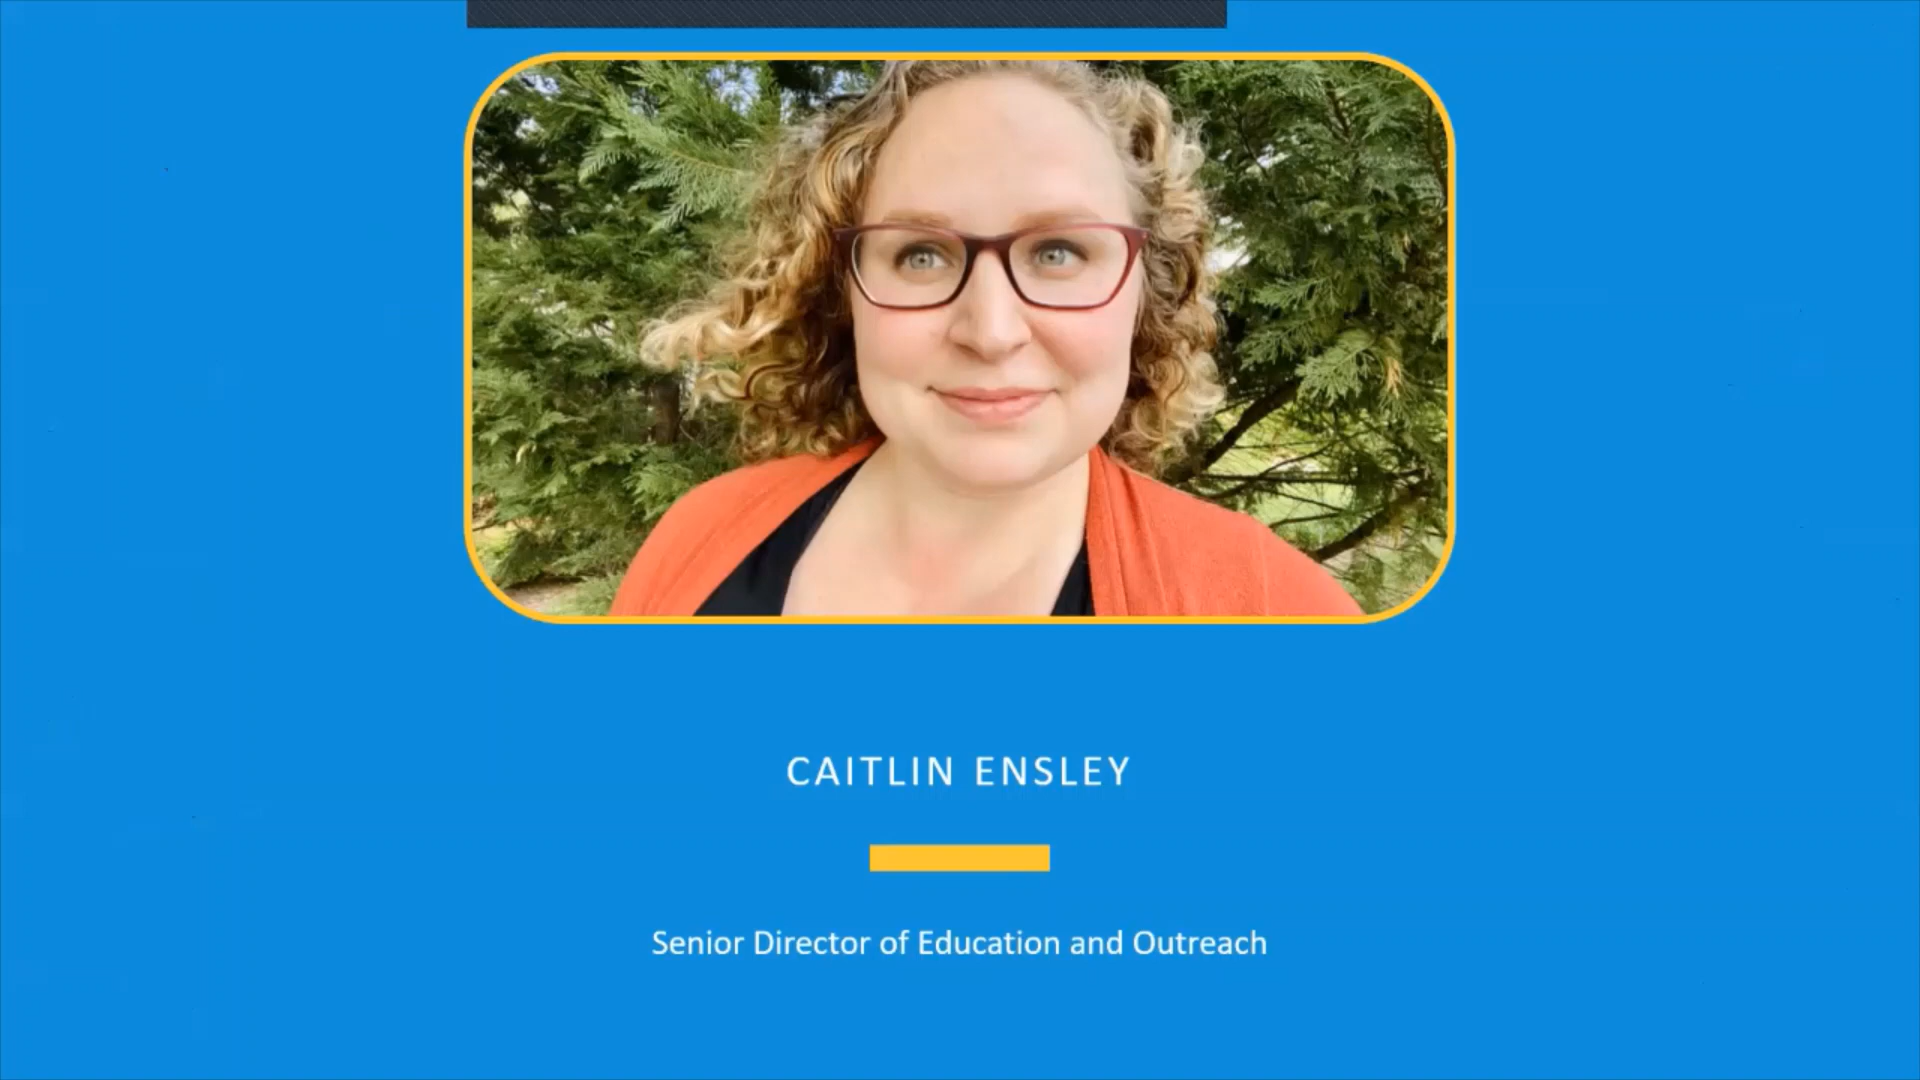 CAITLIN ENSLEY
Senior Director of Education and Outreach